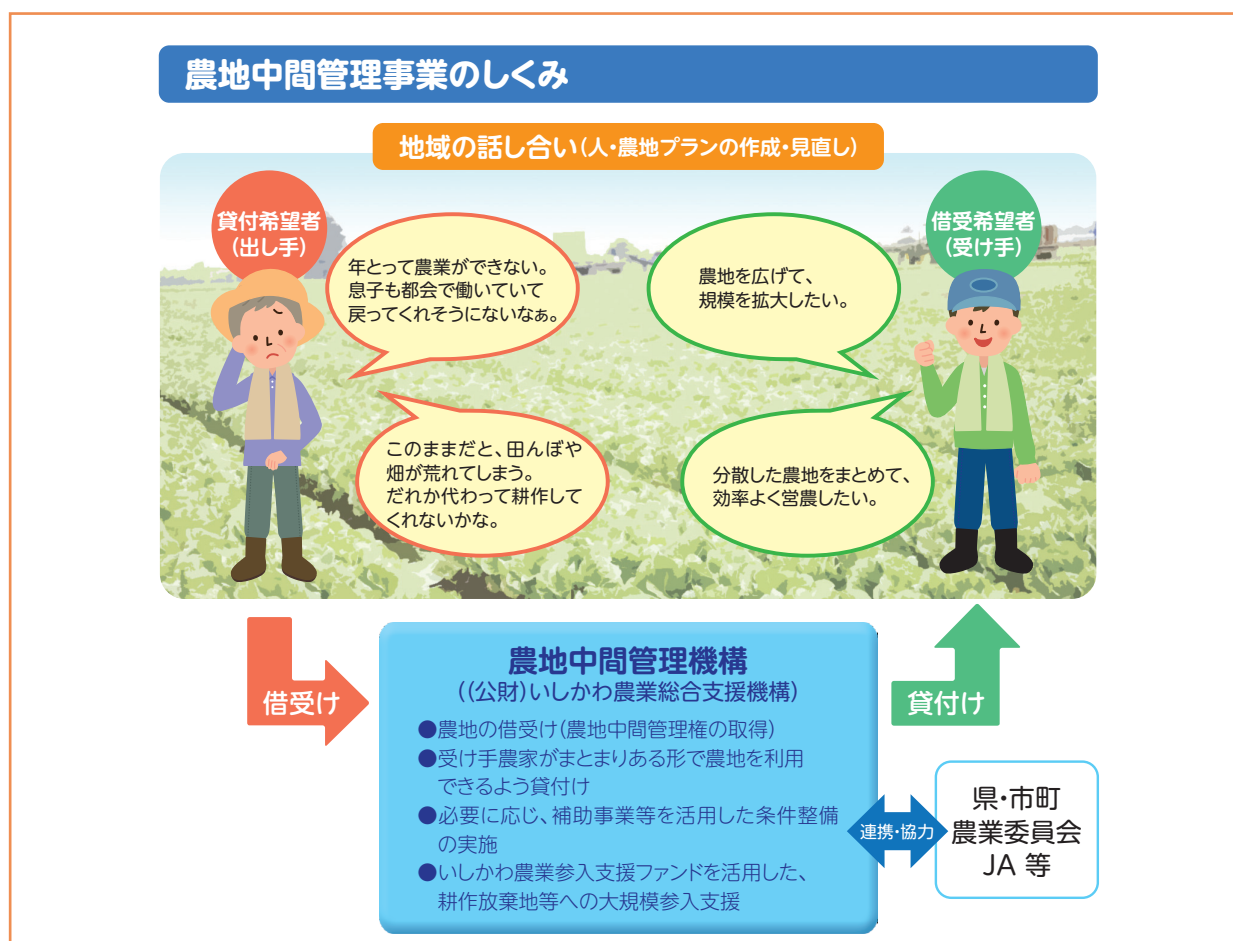 農地中間管理事業のしくみ
地域の話し合い(人・農地プランの作成・見直し)
貸付希望者
(出し手)
年とって農業ができない。
息子も都会で働いていて
戻ってくれそうにないなぁ。
このままだと、田んぼや
畑が荒れてしまう。
だれか代わって耕作して
くれないかな。
借受希望者
(受け手)
農地を広げて、
規模を拡大したい。
分散した農地をまとめて、
効率よく営農したい。
借受け
農地中間管理機構
((公財)いしかわ農業総合支援機構)
●農地の借受け(農地中間管理権の取得)
●受け手農家がまとまりある形で農地を利用
できるよう貸付け
●必要に応じ、補助事業等を活用した条件整備
の実施
●いしかわ農業参入支援ファンドを活用した、
耕作放棄地等への大規模参入支援
貸付け
連携・協力
県・市町
農業委員会
JA 等